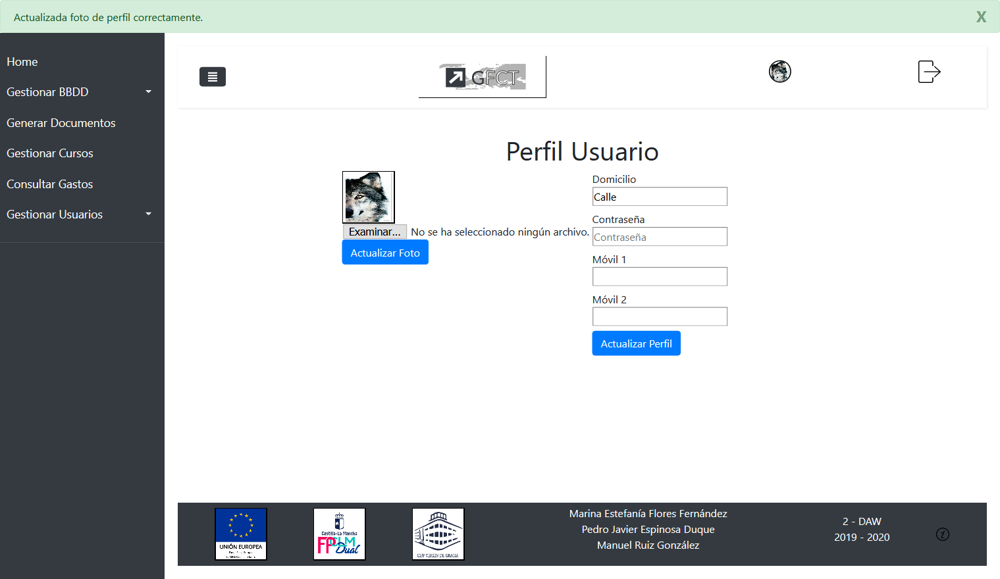 Actualizada foto de perfil correctamente.
X
Home
Gestionar BBDD
Generar Documentos
Gestionar Cursos
Consultar Gastos
Gestionar Usuarios
GFCT
Perfil Usuario
Examinar... No se ha seleccionado ningún archivo.
Actualizar Foto
Domicilio
Calle
Contraseña
Contraseña
Móvil 1
Móvil 2
Actualizar Perfil
UNIÓN EUROPEA
Castilla-La Mancha
FP CLM
Dual
CIFP VIRGEN DE GRACIA
Marina Estefanía Flores Fernández
Pedro Javier Espinosa Duque
Manuel Ruiz González
2 - DAW
2019 - 2020
i